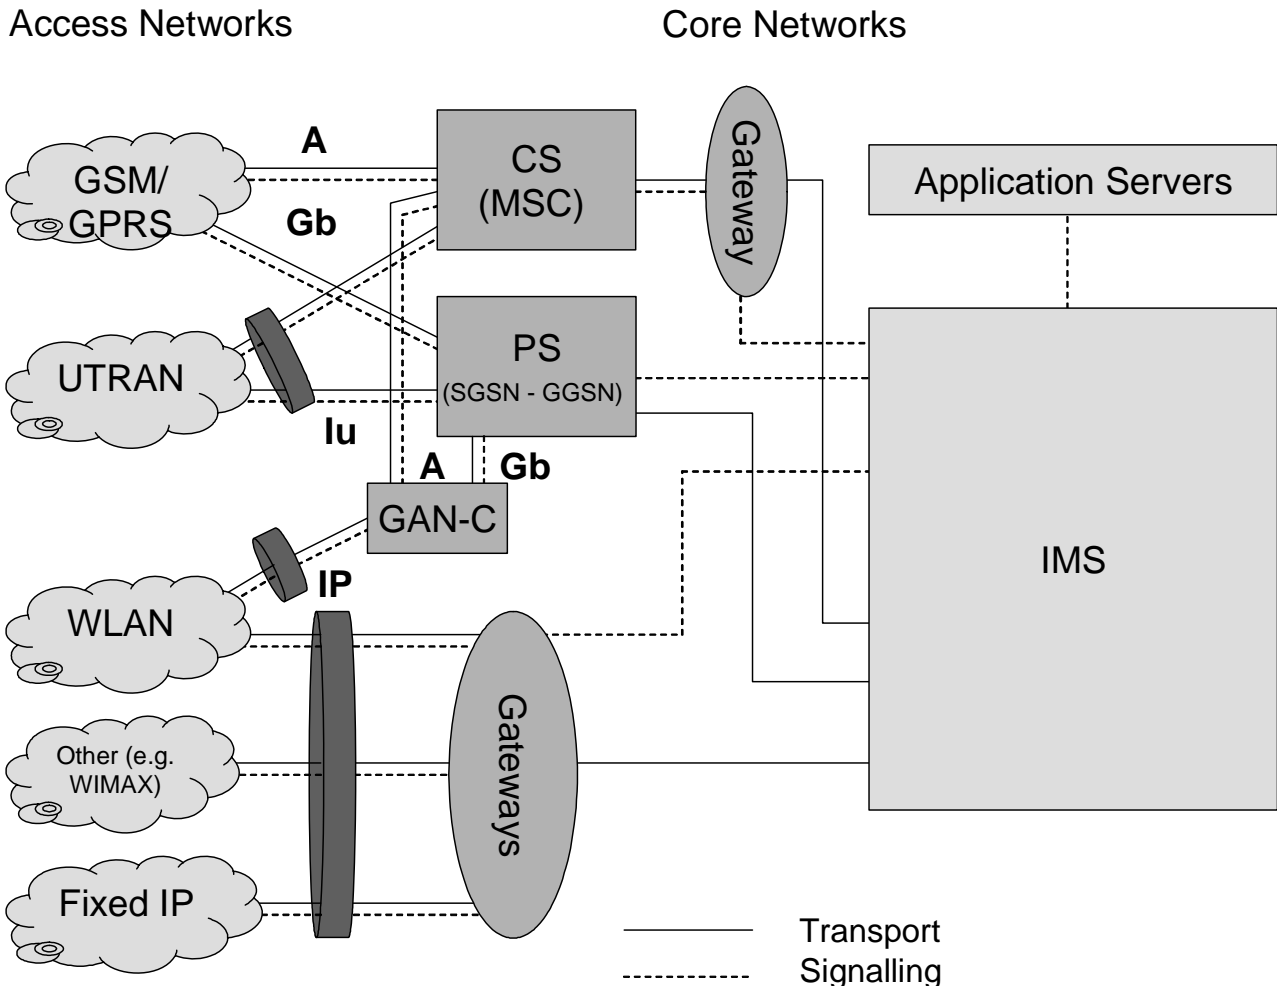 Access Networks
Core Networks
A
GSM/
GPRS
Gb
CS
(MSC)
Gateway
Application Servers
UTRAN
PS
(SGSN - GGSN)
Iu
A
Gb
GAN-C
IMS
IP
WLAN
Other (e.g.
WIMAX)
Gateways
Fixed IP
Transport
Signalling